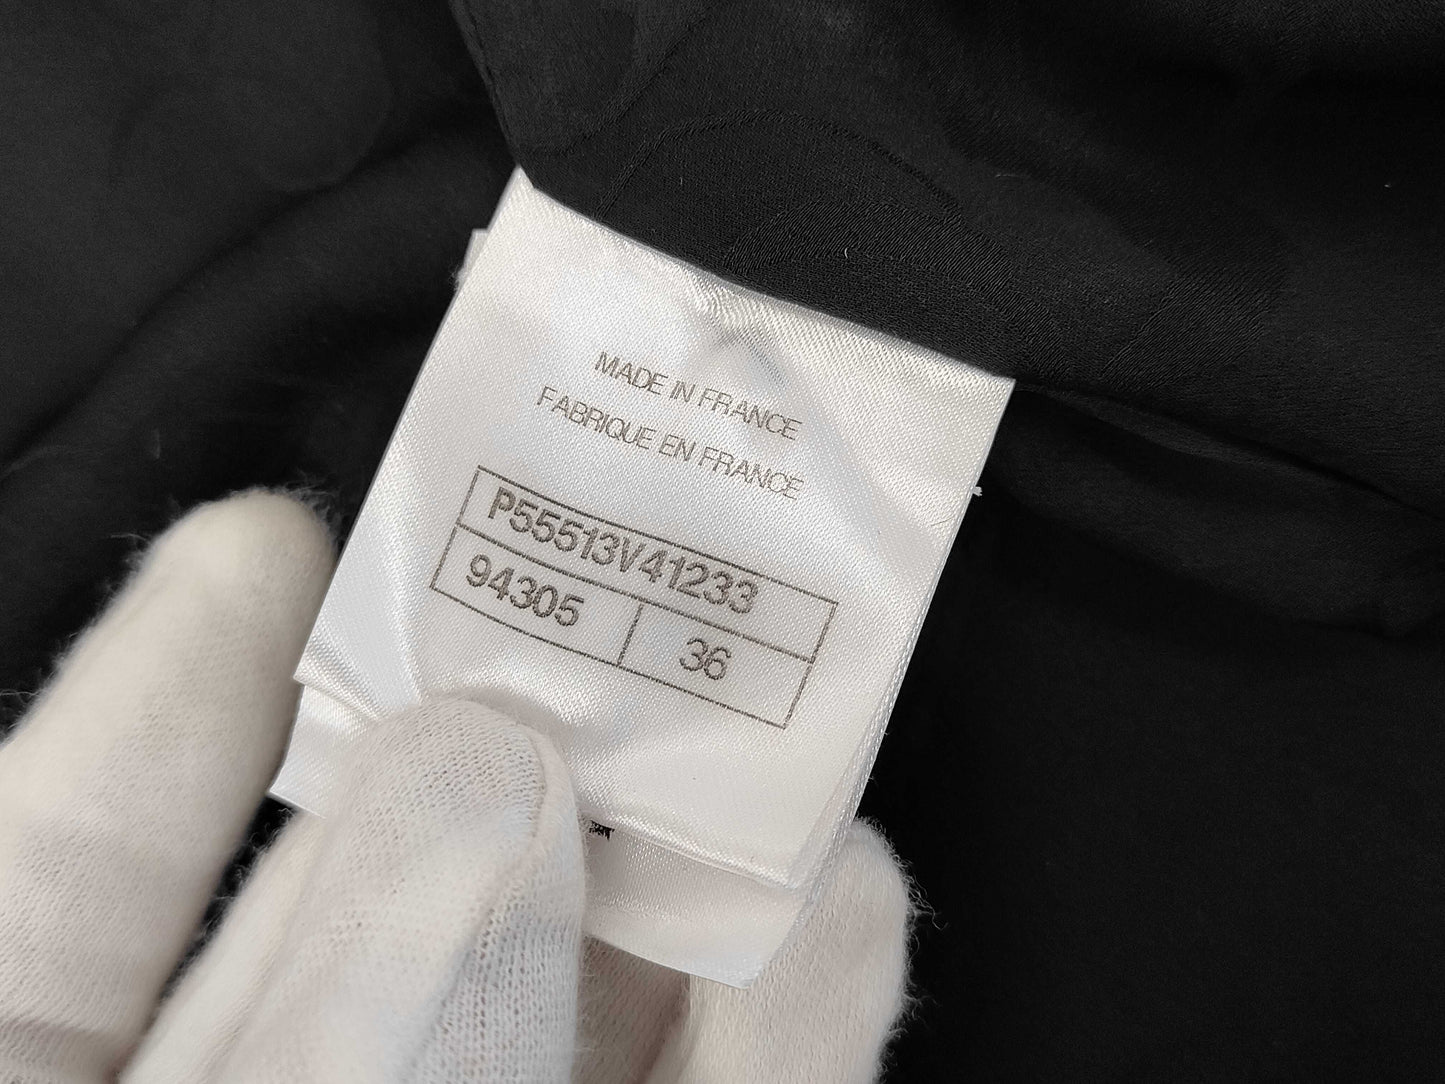 MADE IN FRANCE
FABRIQUE EN FRANCE
P55513V41233
94305 36